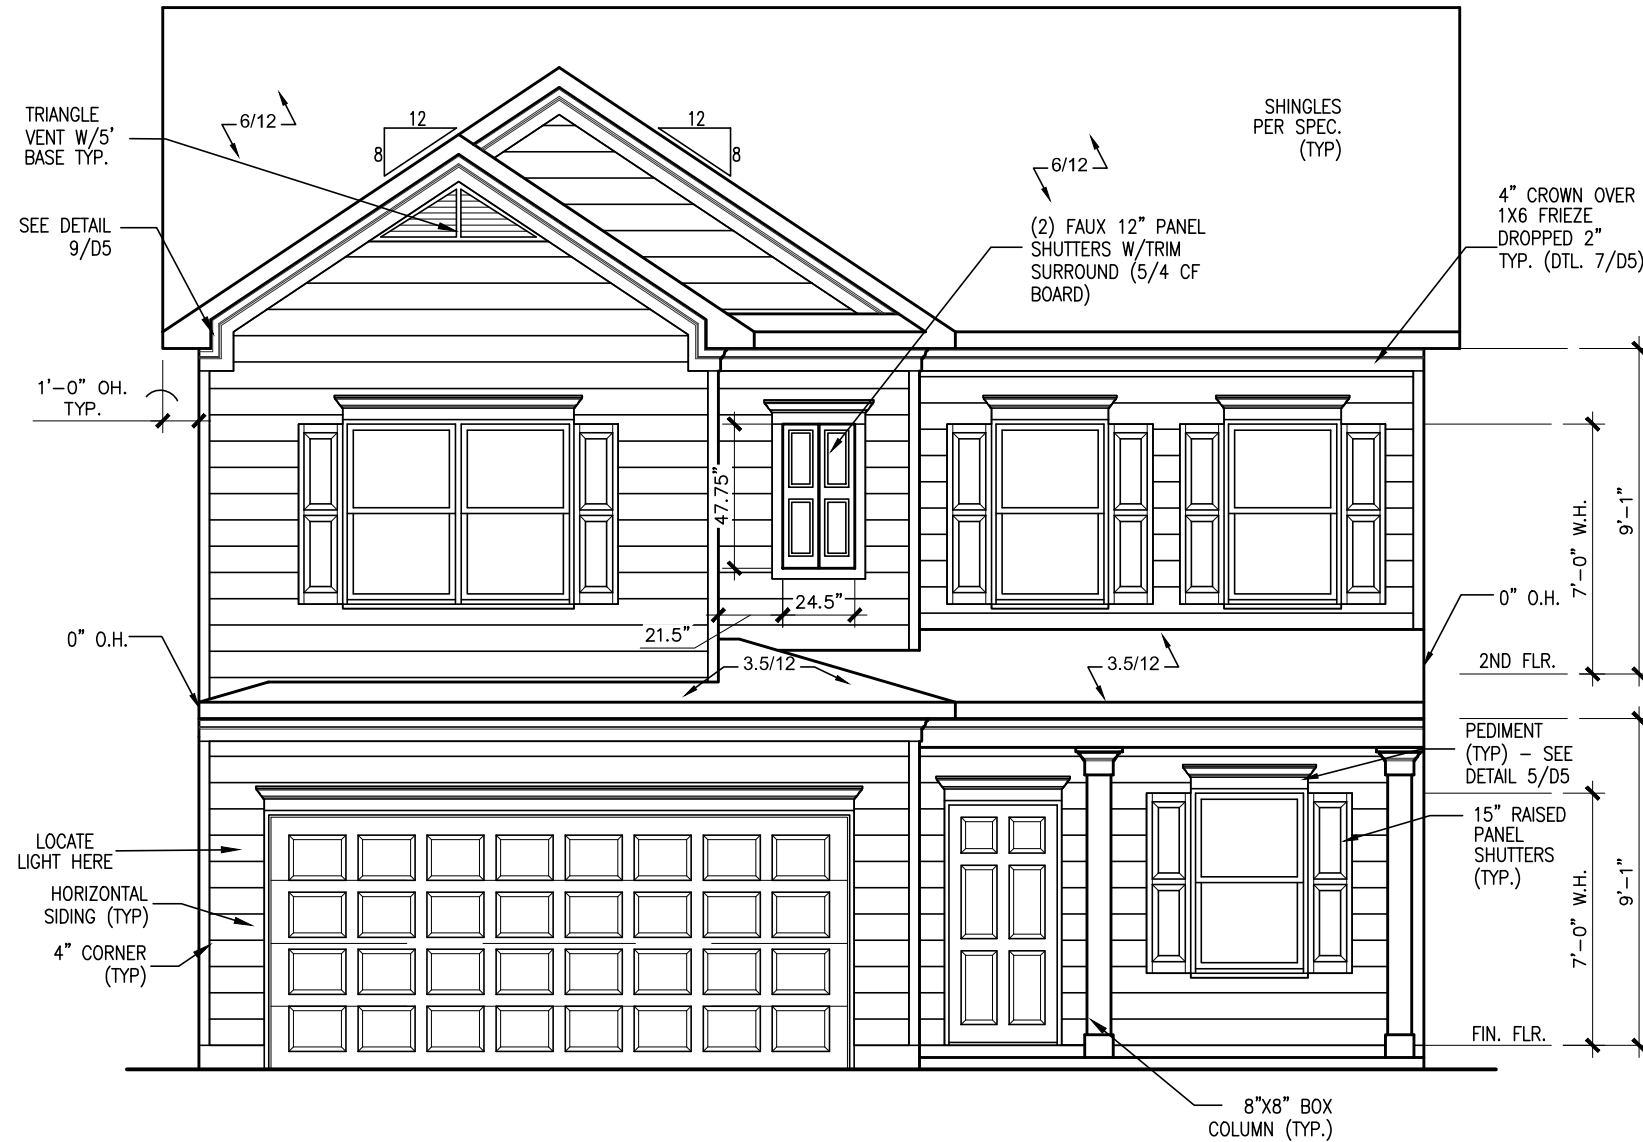 TRIANGLE
VENT W/5'
BASE TYP.
6/12
12
8
12
8
6/12
SHINGLES
PER SPEC.
(TYP)
SEE DETAIL
9/D5
(2) FAUX 12" PANEL
SHUTTERS W/TRIM
SURROUND (5/4 CF
BOARD)
4" CROWN OVER
1X6 FRIEZE
DROPPED 2"
TYP. (DTL. 7/D5)
1'-0" OH.
TYP.
47.75"
24.5"
21.5"
7'-0" W.H.
9'-1"
0" O.H.
0" O.H.
3.5/12
3.5/12
2ND FLR.
PEDIMENT
(TYP) – SEE
DETAIL 5/D5
15" RAISED
PANEL
SHUTTERS
(TYP.)
LOCATE
LIGHT HERE
HORIZONTAL
SIDING (TYP)
4" CORNER
(TYP)
7'-0" W.H.
9'-1"
FIN. FLR.
8"X8" BOX
COLUMN (TYP.)